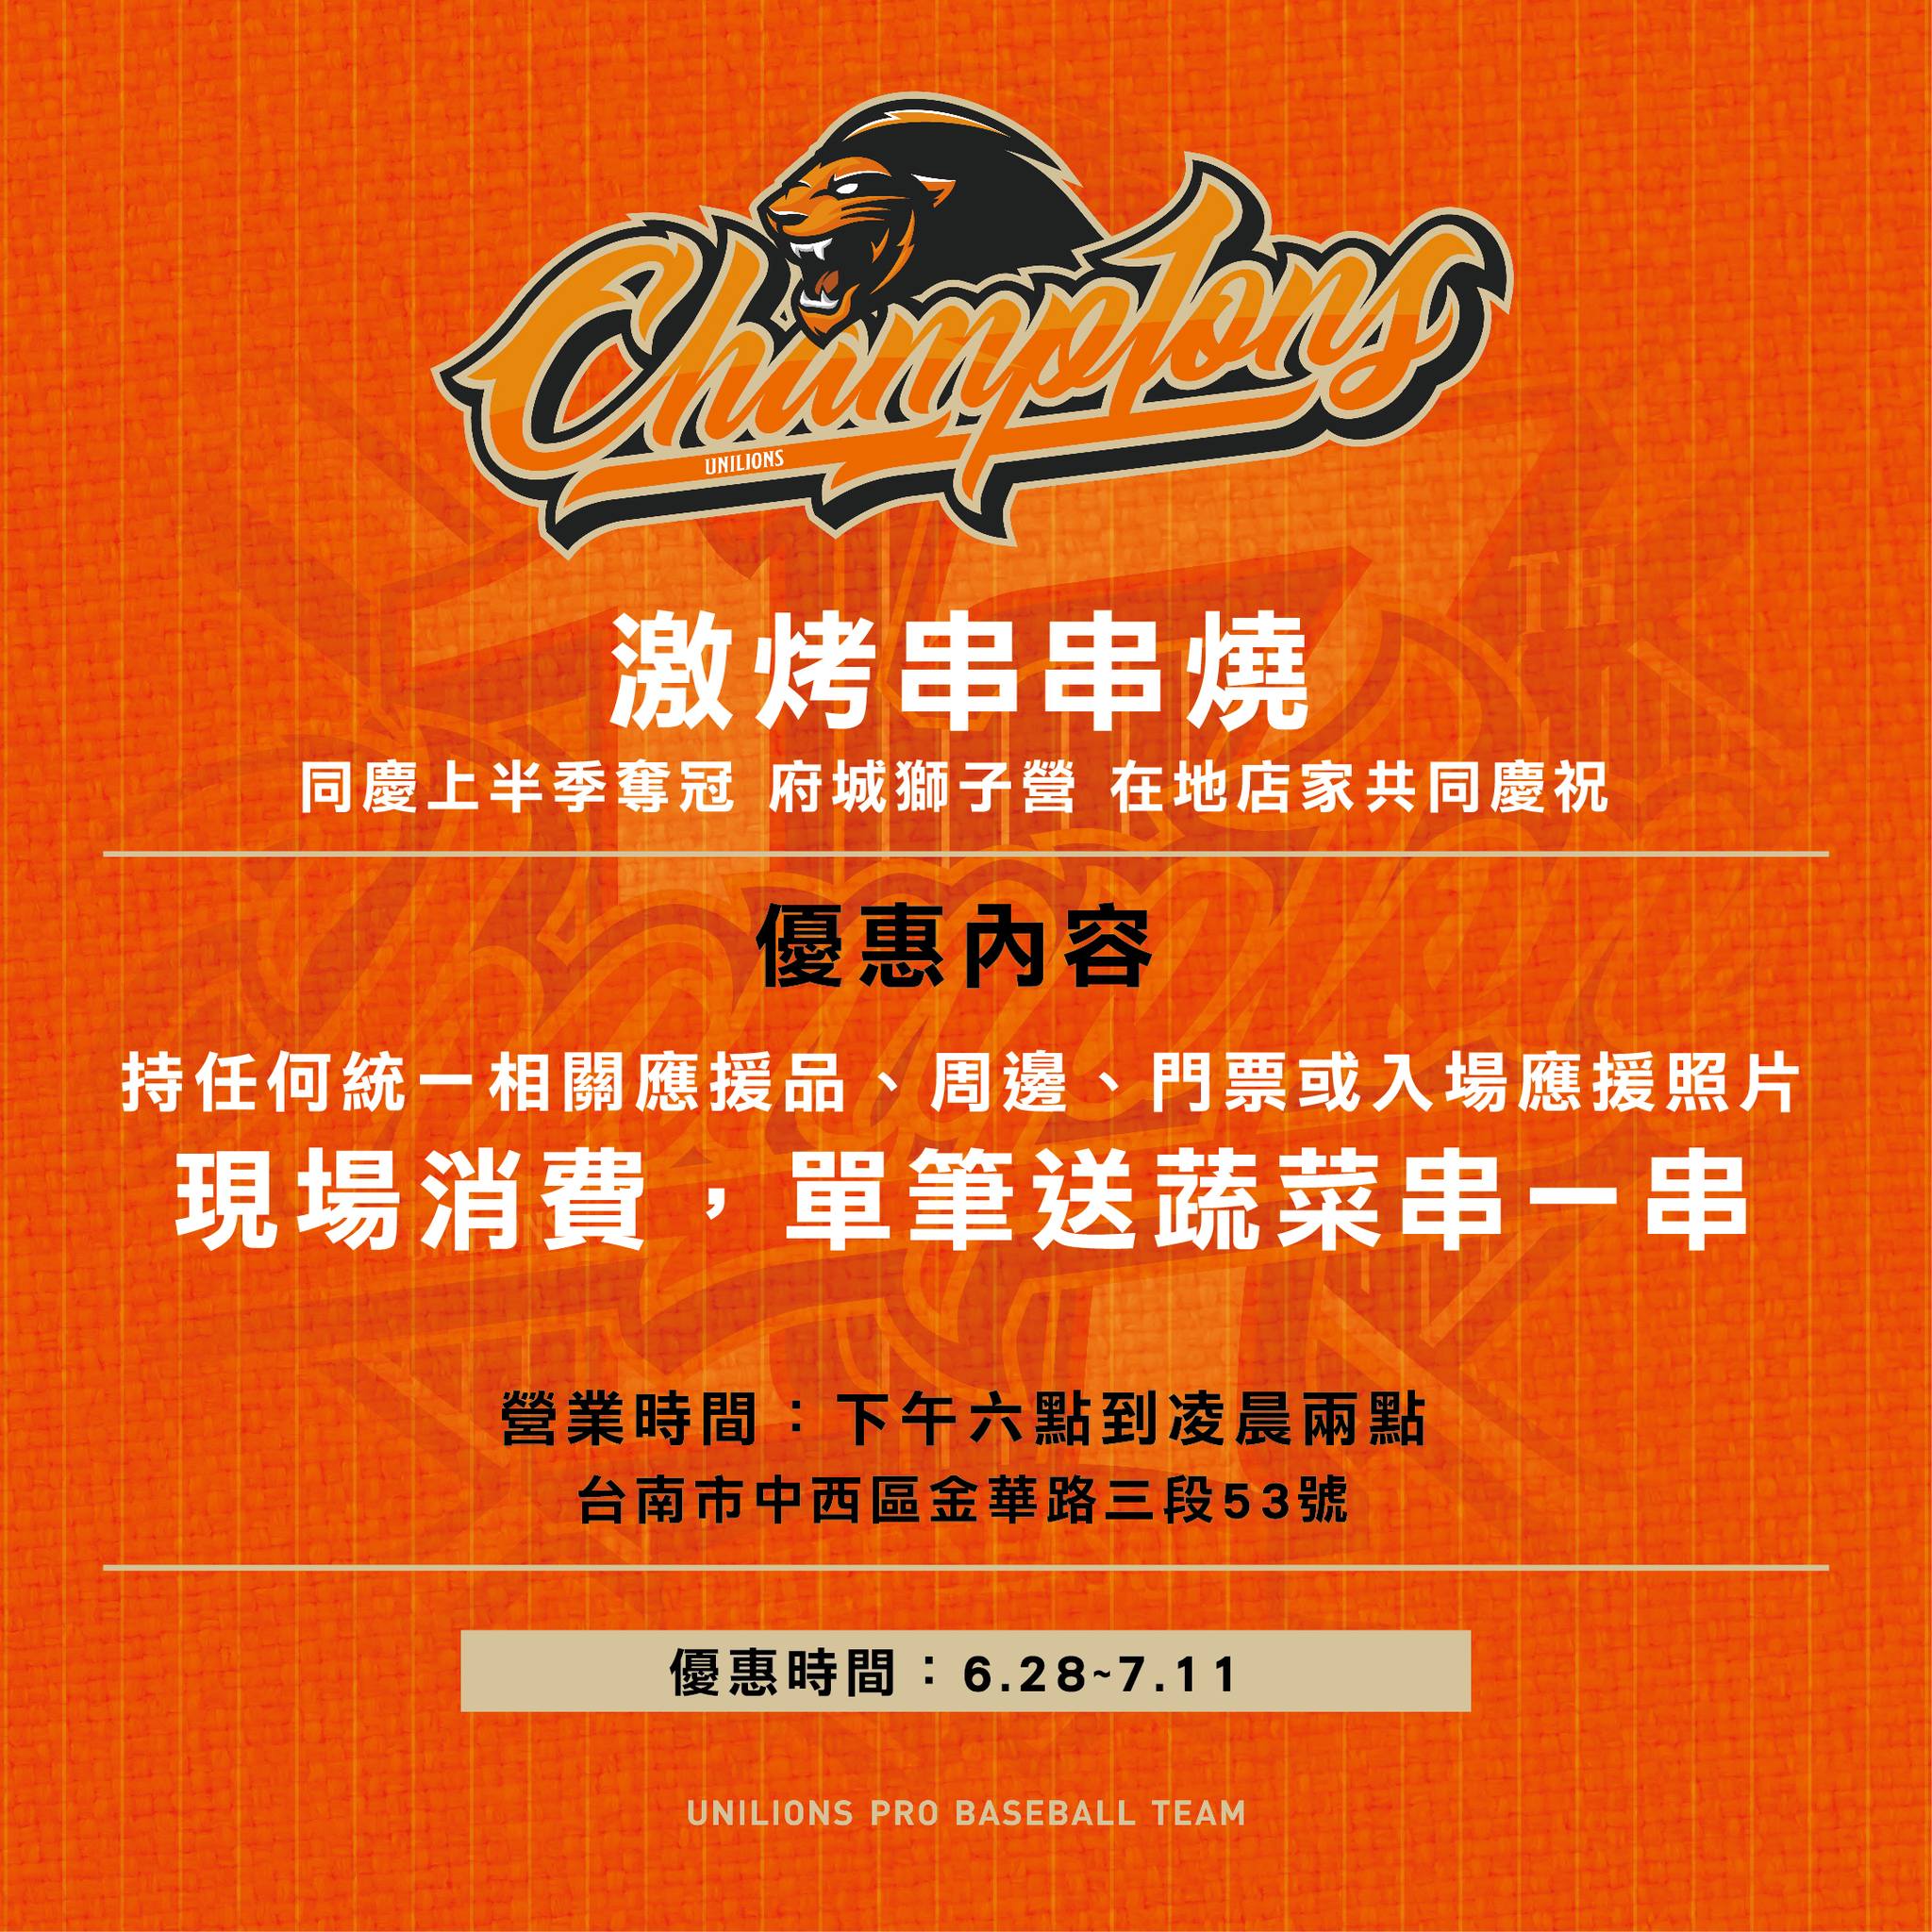 Champ1ons
UNILIONS
激烤串串燒
同慶上半季奪冠 府城獅子營 在地店家共同慶祝
優惠內容
持任何統一相關應援品、周邊、門票或入場應援照片
現場消費，單筆送蔬菜串一串
營業時間：下午六點到凌晨兩點
台南市中西區金華路三段53號
優惠時間：6.28~7.11
UNILIONS PRO BASEBALL TEAM